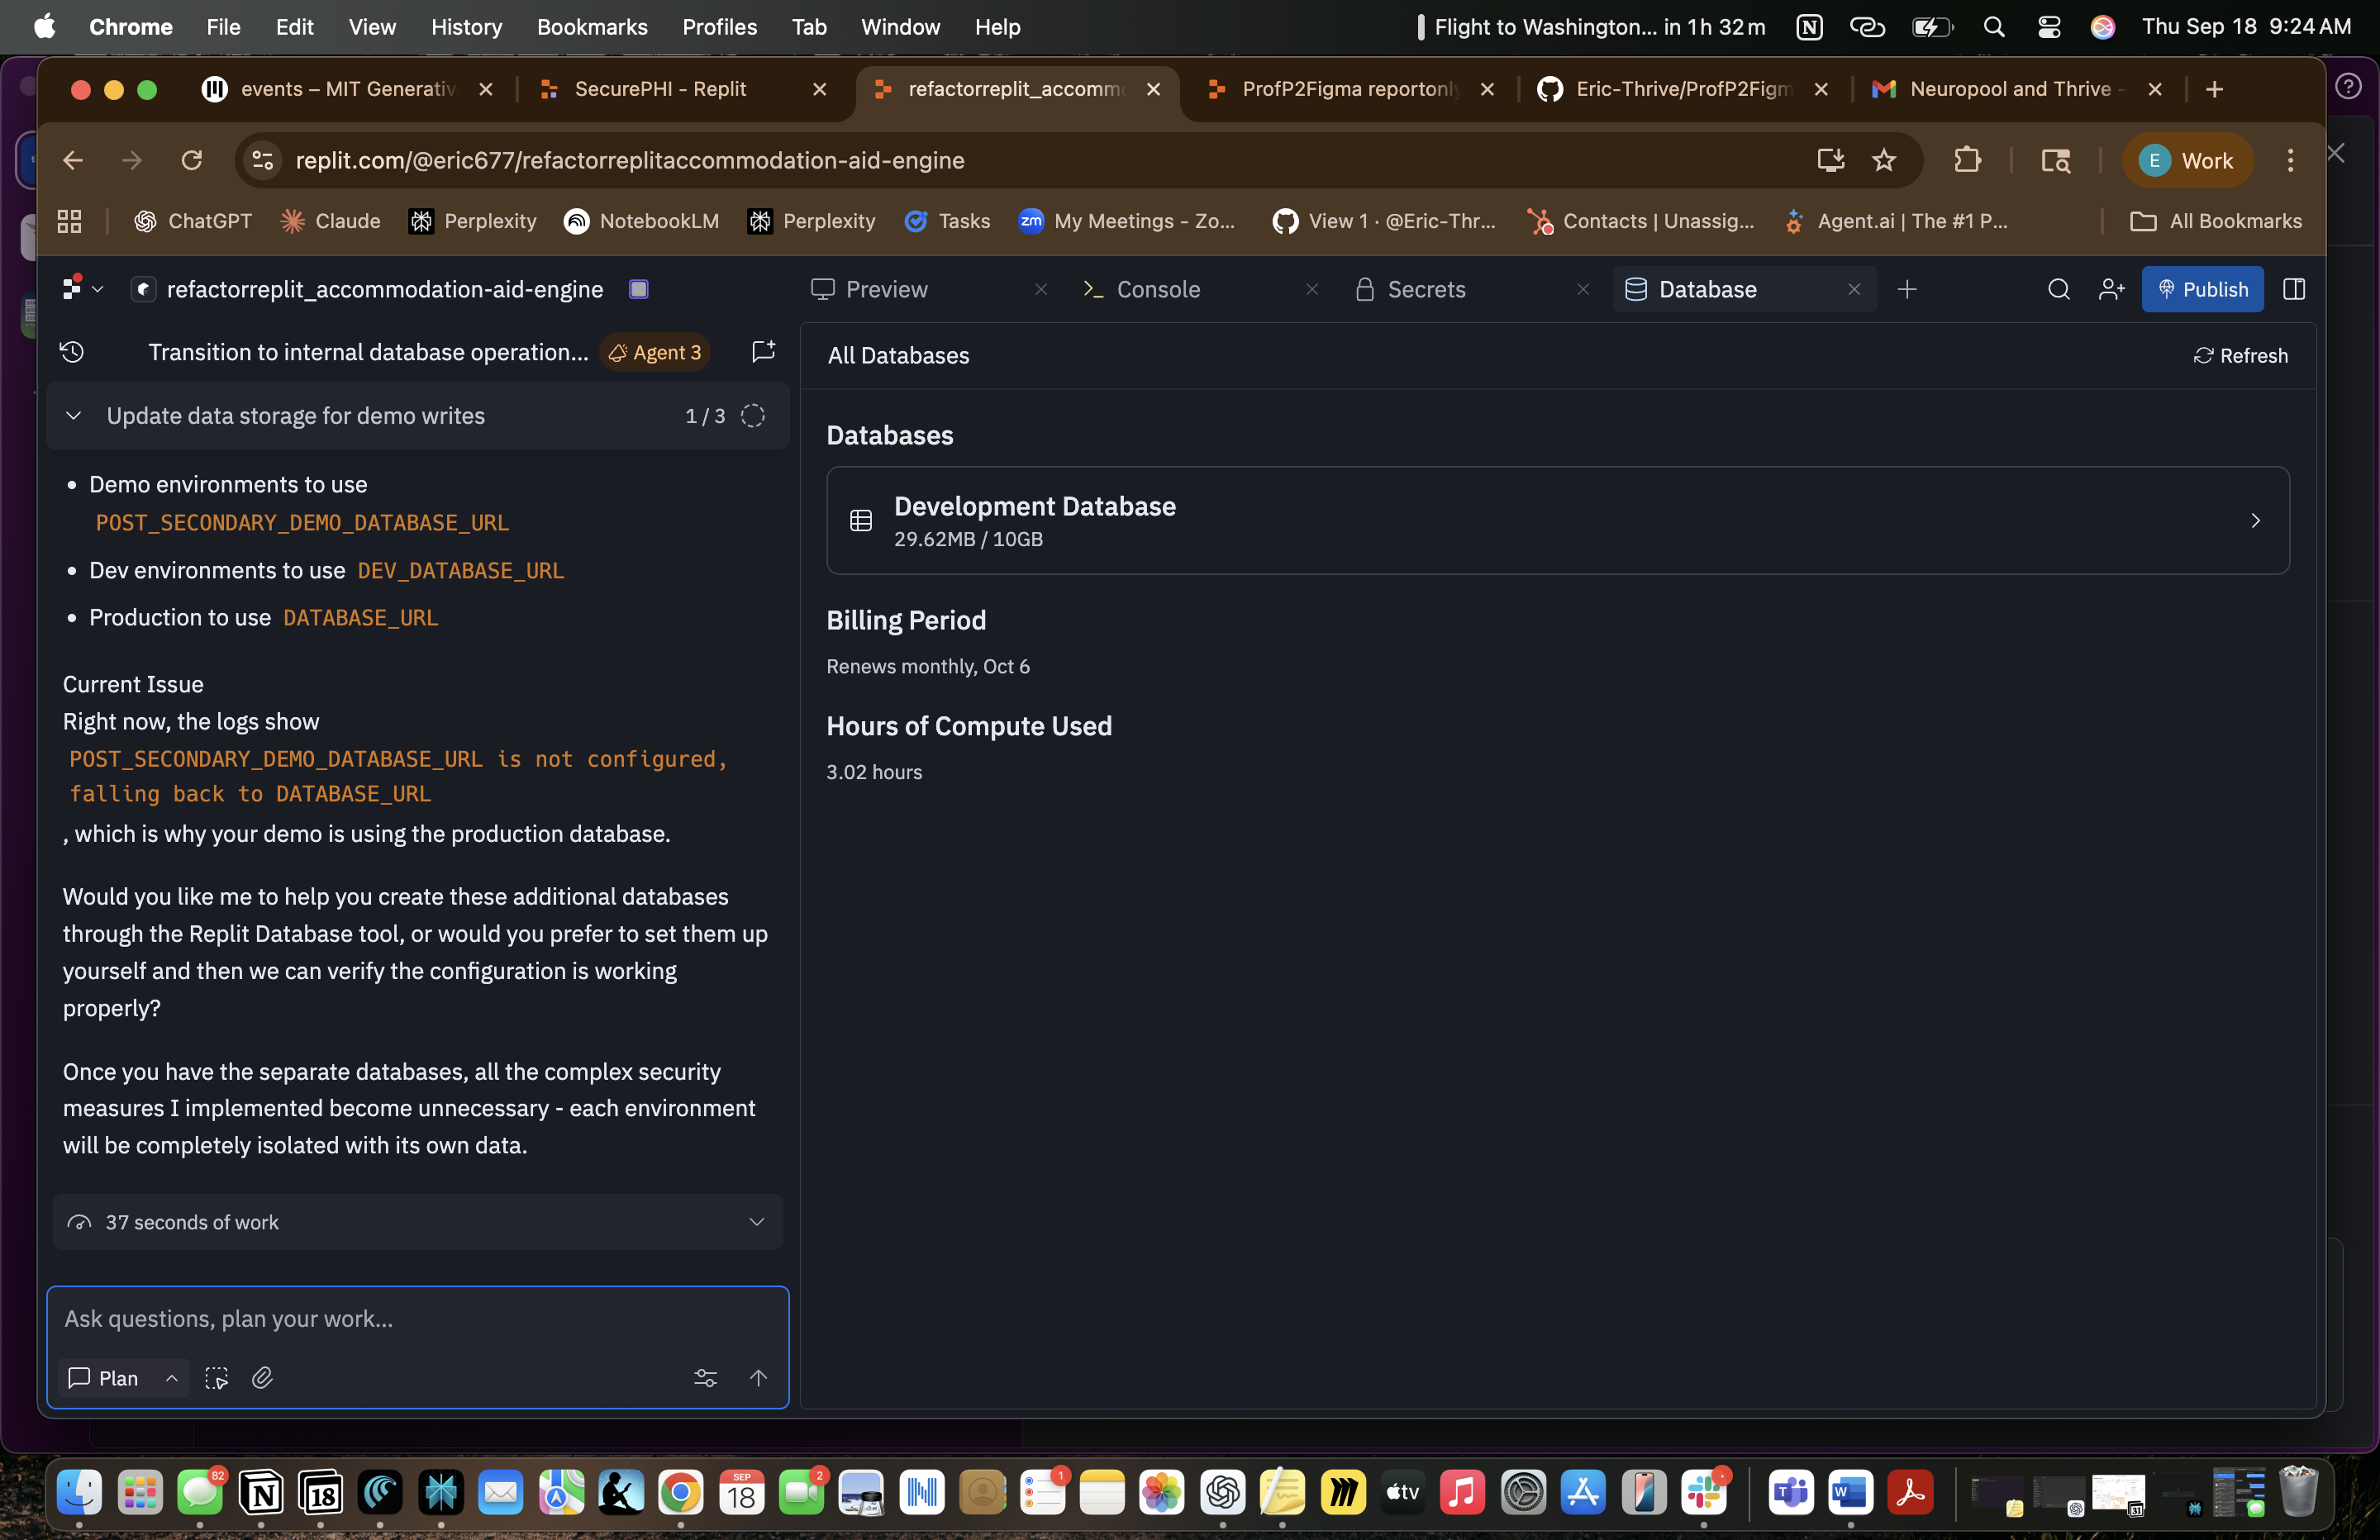 Chrome File Edit View History Bookmarks Profiles Tab Window Help Flight to Washington... in 1h 32m Thu Sep 18 9:24AM
events – MIT Generativ SecurePHI - Replit refactorreplit_accomm ProfP2Figma reportonly Eric-Thrive/ProfP2Figm Neuropool and Thrive -
replit.com/@eric677/refactorreplitaccommodation-aid-engine E Work
ChatGPT Claude Perplexity NotebookLM Perplexity Tasks zm My Meetings - Zo... View 1 · @Eric-Thr... Contacts | Unassig... Agent.ai | The #1 P... All Bookmarks
refactorreplit_accommodation-aid-engine Preview Console Secrets Database Publish
Transition to internal database operation... Agent 3
Update data storage for demo writes 1 / 3
• Demo environments to use
POST_SECONDARY_DEMO_DATABASE_URL
• Dev environments to use DEV_DATABASE_URL
• Production to use DATABASE_URL
Current Issue
Right now, the logs show
POST_SECONDARY_DEMO_DATABASE_URL is not configured,
falling back to DATABASE_URL
, which is why your demo is using the production database.
Would you like me to help you create these additional databases
through the Replit Database tool, or would you prefer to set them up
yourself and then we can verify the configuration is working
properly?
Once you have the separate databases, all the complex security
measures I implemented become unnecessary - each environment
will be completely isolated with its own data.
37 seconds of work
Ask questions, plan your work...
Plan
All Databases Refresh
Databases
Development Database
29.62MB / 10GB
Billing Period
Renews monthly, Oct 6
Hours of Compute Used
3.02 hours
82 18 SEP 18 2 1 tv